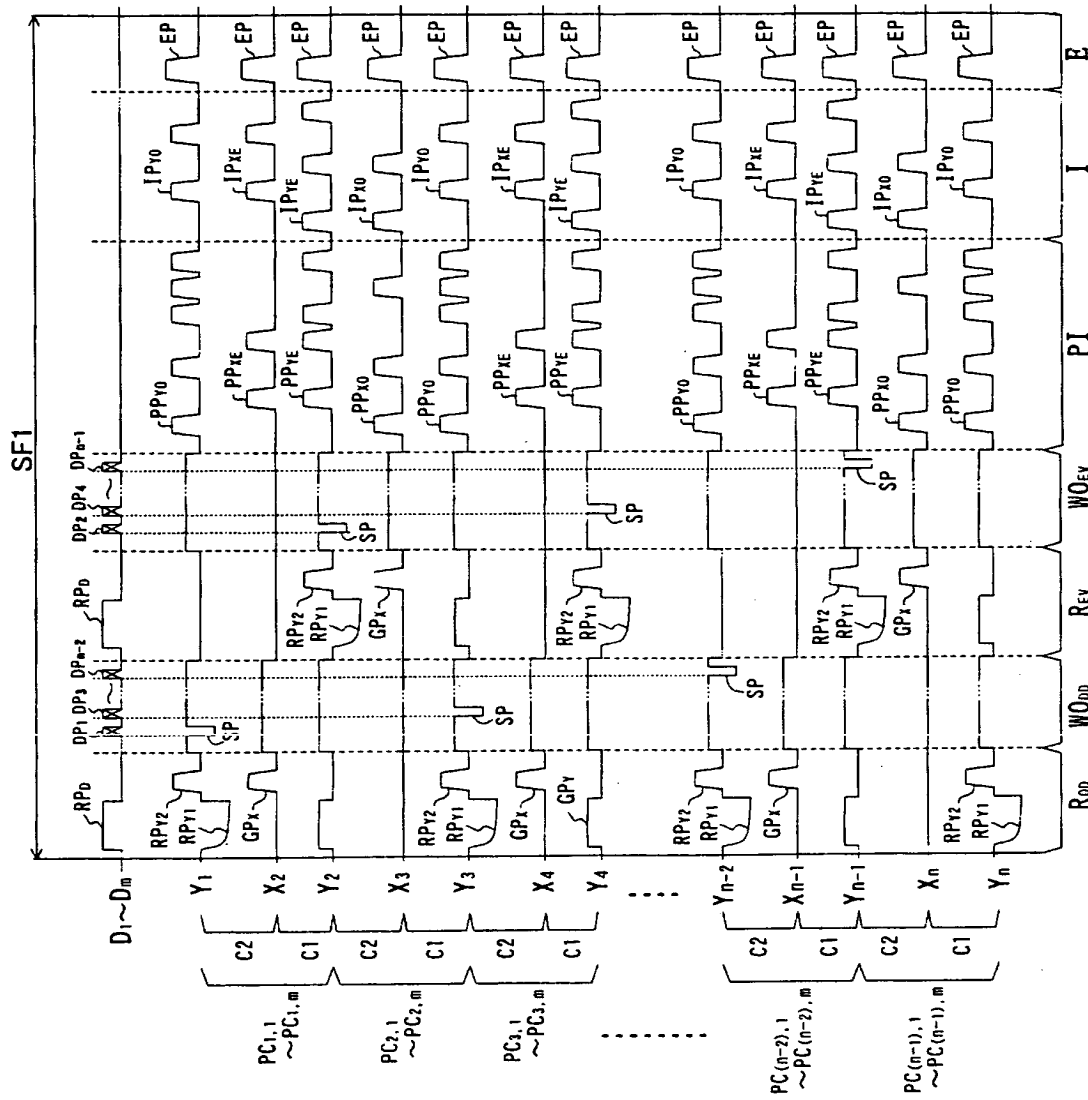 SF1
D1~Dm RPD DP1 DP3 DPn-2 RPD DP2 DP4 DPn-1
Y1 RPY2 RPY1 SP PPYO IPYO EP
C2
X2 GPX PPXE IPXE EP
PC1,1 ~PC1,m
C1
Y2 RPY2 RPY1 SP PPYE IPYE EP
C2
X3 GPX PPXO IPXO EP
PC2,1 ~PC2,m
C1
Y3 RPY2 RPY1 SP PPYO IPYO EP
C2
X4 GPX PPXE IPXE EP
PC3,1 ~PC3,m
C1
Y4 GPY RPY2 RPY1 SP PPYE IPYE EP
Yn-2 RPY2 RPY1 SP PPYO IPYO EP
C2
Xn-1 GPX PPXE IPXE EP
PC(n-2),1 ~PC(n-2),m
C1
Yn-1 RPY2 RPY1 SP PPYE IPYE EP
C2
Xn GPX PPXO IPXO EP
PC(n-1),1 ~PC(n-1),m
C1
Yn RPY2 RPY1 PPYO IPYO EP
ROD WODD REV WOEV PI I E